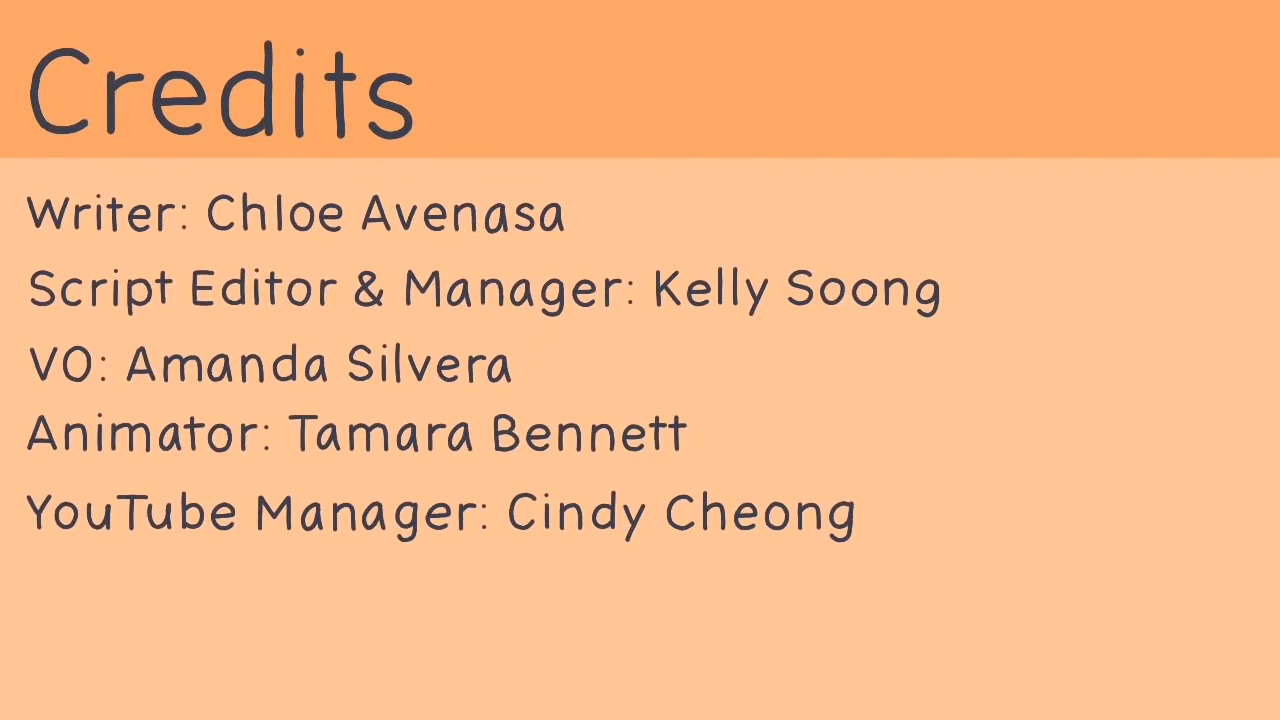 Credits
Writer: Chloe Avenasa
Script Editor & Manager: Kelly Soong
VO: Amanda Silvera
Animator: Tamara Bennett
YouTube Manager: Cindy Cheong